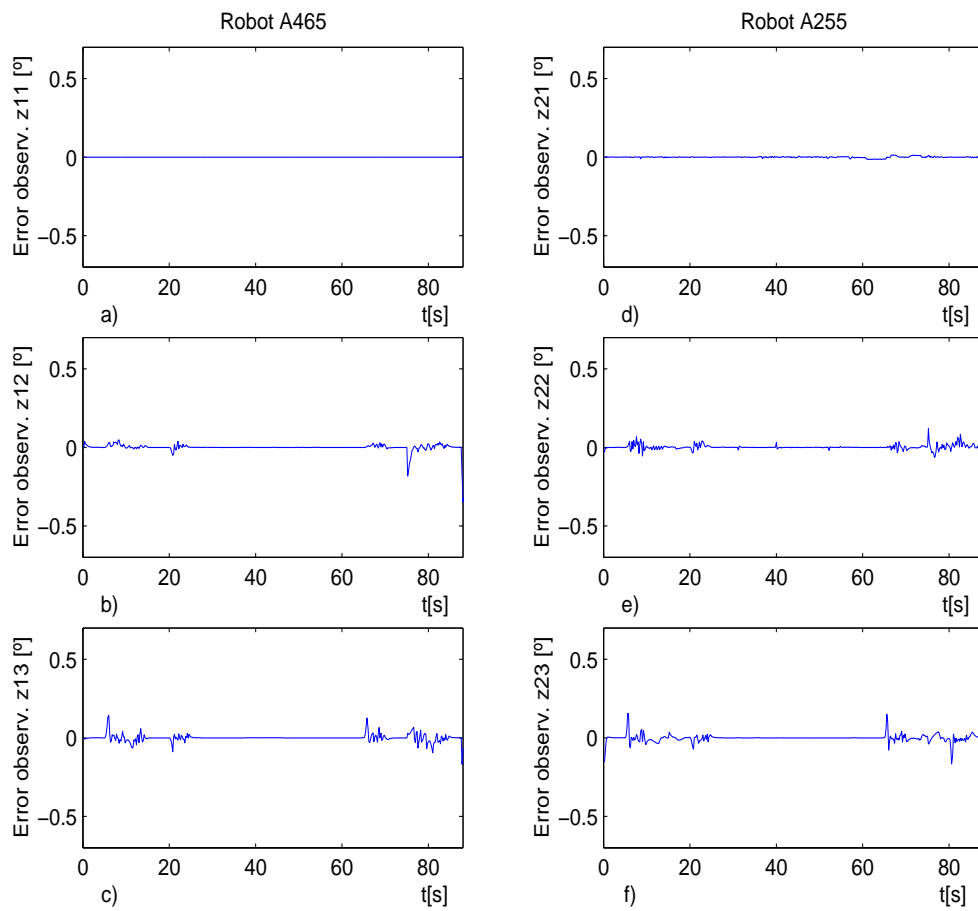 Robot A465
Robot A255
Error observ. z11 [º]
0.5
0
−0.5
0 20 40 60 80
a) t[s]
Error observ. z21 [º]
0.5
0
−0.5
0 20 40 60 80
d) t[s]
Error observ. z12 [º]
0.5
0
−0.5
0 20 40 60 80
b) t[s]
Error observ. z22 [º]
0.5
0
−0.5
0 20 40 60 80
e) t[s]
Error observ. z13 [º]
0.5
0
−0.5
0 20 40 60 80
c) t[s]
Error observ. z23 [º]
0.5
0
−0.5
0 20 40 60 80
f) t[s]